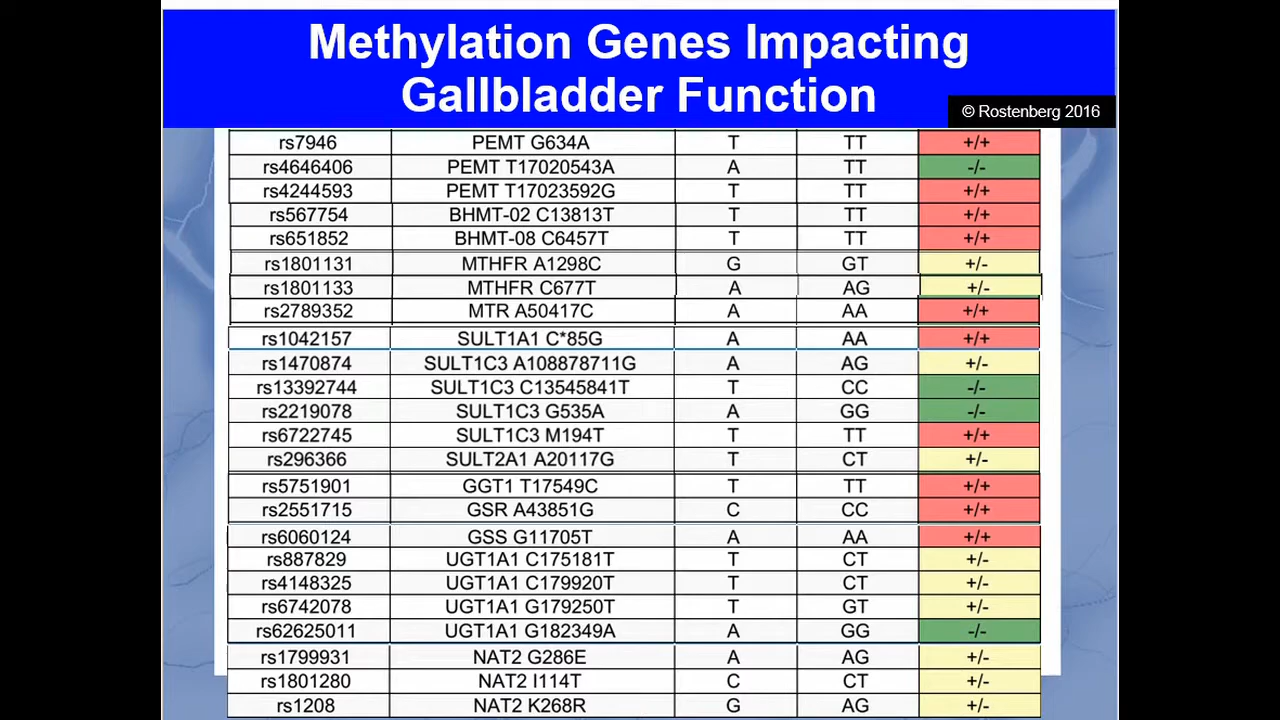 Methylation Genes Impacting
Gallbladder Function
© Rostenberg 2016
rs7946 PEMT G634A T TT +/+
rs4646406 PEMT T17020543A A TT -/-
rs4244593 PEMT T17023592G T TT +/+
rs567754 BHMT-02 C13813T T TT +/+
rs651852 BHMT-08 C6457T T TT +/+
rs1801131 MTHFR A1298C G GT +/-
rs1801133 MTHFR C677T A AG +/-
rs2789352 MTR A50417C A AA +/+
rs1042157 SULT1A1 C*85G A AA +/+
rs1470874 SULT1C3 A108878711G A AG +/-
rs13392744 SULT1C3 C13545841T T CC -/-
rs2219078 SULT1C3 G535A A GG -/-
rs6722745 SULT1C3 M194T T TT +/+
rs296366 SULT2A1 A20117G T CT +/-
rs5751901 GGT1 T17549C T TT +/+
rs2551715 GSR A43851G C CC +/+
rs6060124 GSS G11705T A AA +/+
rs887829 UGT1A1 C175181T T CT +/-
rs4148325 UGT1A1 C179920T T CT +/-
rs6742078 UGT1A1 G179250T T GT +/-
rs62625011 UGT1A1 G182349A A GG -/-
rs1799931 NAT2 G286E A AG +/-
rs1801280 NAT2 I114T C CT +/-
rs1208 NAT2 K268R G AG +/-